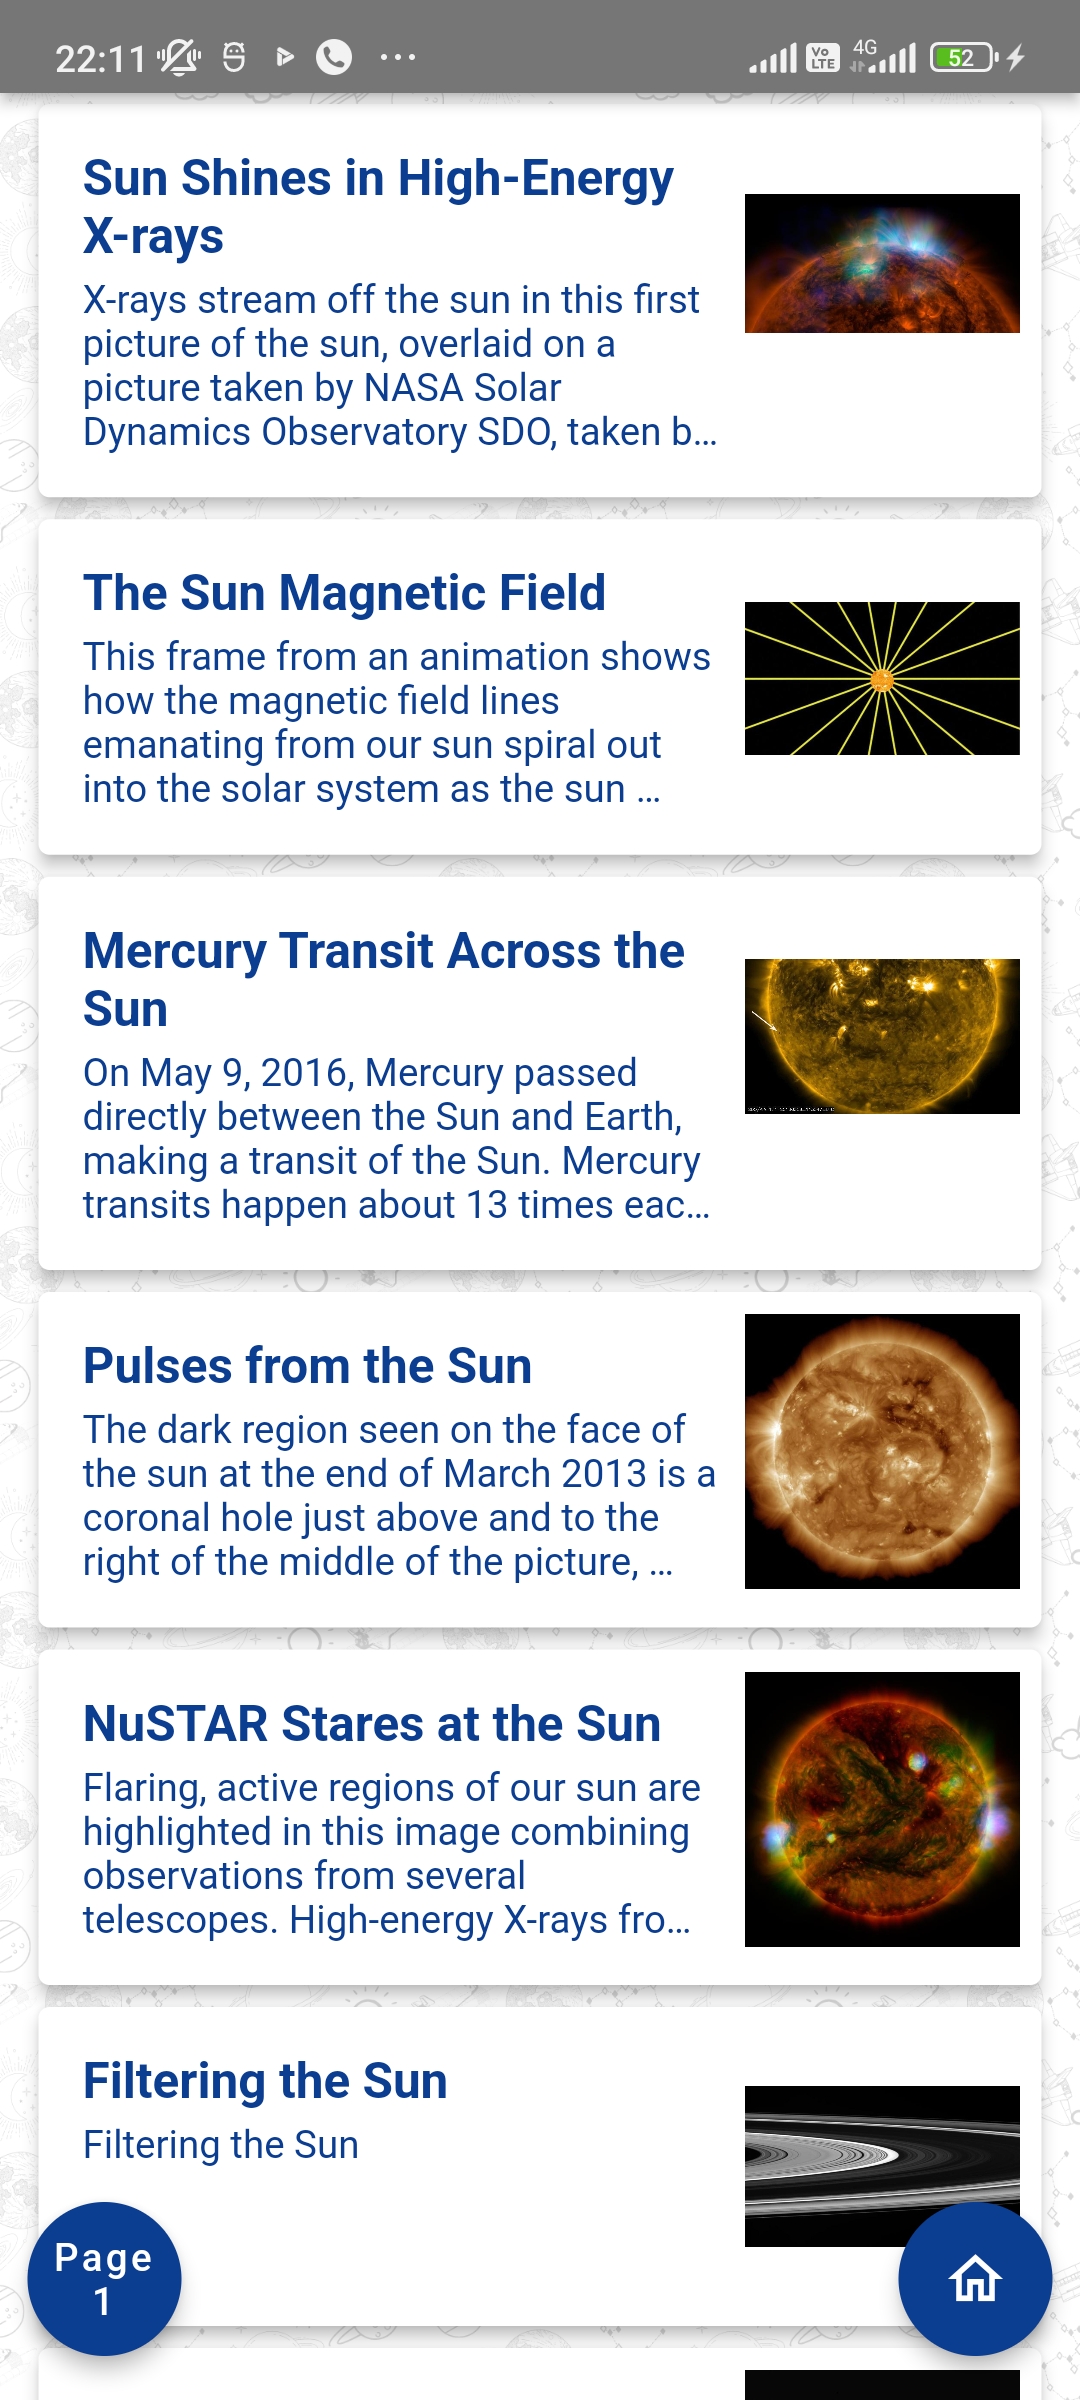 22:11
Vo
LTE
4G
52
Sun Shines in High-Energy
X-rays
X-rays stream off the sun in this first
picture of the sun, overlaid on a
picture taken by NASA Solar
Dynamics Observatory SDO, taken b...
The Sun Magnetic Field
This frame from an animation shows
how the magnetic field lines
emanating from our sun spiral out
into the solar system as the sun ...
Mercury Transit Across the
Sun
On May 9, 2016, Mercury passed
directly between the Sun and Earth,
making a transit of the Sun. Mercury
transits happen about 13 times eac...
Pulses from the Sun
The dark region seen on the face of
the sun at the end of March 2013 is a
coronal hole just above and to the
right of the middle of the picture, ...
NuSTAR Stares at the Sun
Flaring, active regions of our sun are
highlighted in this image combining
observations from several
telescopes. High-energy X-rays fro...
Filtering the Sun
Filtering the Sun
Page
1